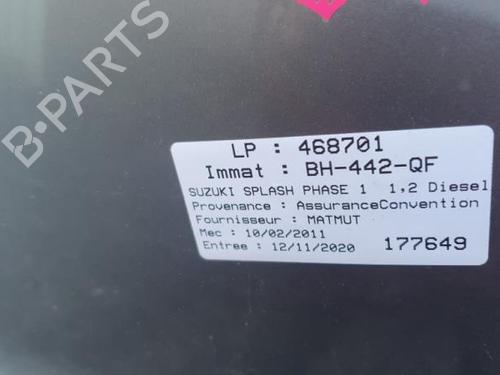 B-PARTS
LP : 468701
Immat : BH-442-QF
SUZUKI SPLASH PHASE 1 1,2 Diesel
Provenance : AssuranceConvention
Fournisseur : MATMUT
Mec : 10/02/2011
Entree : 12/11/2020 177649